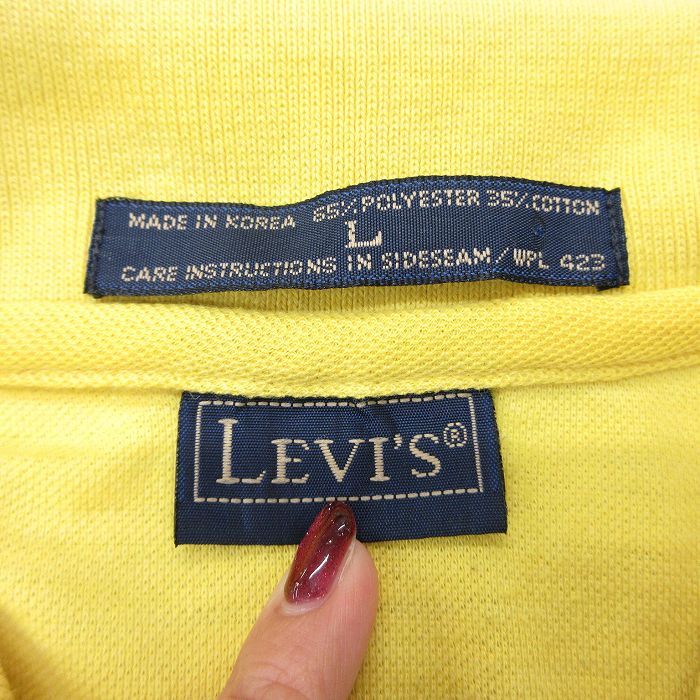 MADE IN KOREA 65% POLYESTER 35% COTTON
L
CARE INSTRUCTIONS IN SIDESEAM / WPL 423
LEVI'S®